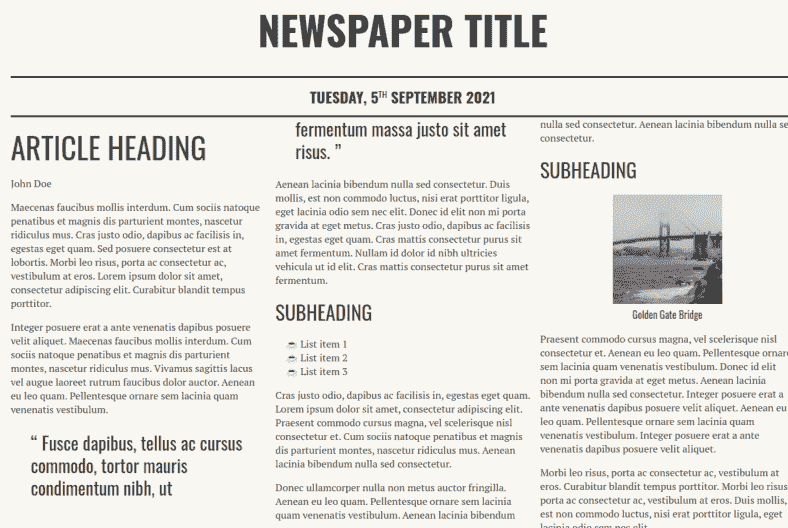 NEWSPAPER TITLE
TUESDAY, 5TH SEPTEMBER 2021
ARTICLE HEADING
John Doe
Maecenas faucibus mollis interdum. Cum sociis natoque
penatibus et magnis dis parturient montes, nascetur
ridiculus mus. Cras justo odio, dapibus ac facilisis in,
egestas eget quam. Sed posuere consectetur est at
lobortis. Morbi leo risus, porta ac consectetur ac,
vestibulum at eros. Lorem ipsum dolor sit amet,
consectetur adipiscing elit. Curabitur blandit tempus
porttitor.
Integer posuere erat a ante venenatis dapibus posuere
velit aliquet. Maecenas faucibus mollis interdum. Cum
sociis natoque penatibus et magnis dis parturient
montes, nascetur ridiculus mus. Vivamus sagittis lacus
vel augue laoreet rutrum faucibus dolor auctor. Aenean
eu leo quam. Pellentesque ornare sem lacinia quam
venenatis vestibulum.
“ Fusce dapibus, tellus ac cursus
commodo, tortor mauris
condimentum nibh, ut
fermentum massa justo sit amet
risus. ”
Aenean lacinia bibendum nulla sed consectetur. Duis
mollis, est non commodo luctus, nisi erat porttitor ligula,
eget lacinia odio sem nec elit. Donec id elit non mi porta
gravida at eget metus. Cras justo odio, dapibus ac facilisis
in, egestas eget quam. Cras mattis consectetur purus sit
amet fermentum. Nullam id dolor id nibh ultricies
vehicula ut id elit. Cras mattis consectetur purus sit amet
fermentum.
SUBHEADING
List item 1
List item 2
List item 3
Cras justo odio, dapibus ac facilisis in, egestas eget quam.
Lorem ipsum dolor sit amet, consectetur adipiscing elit.
Praesent commodo cursus magna, vel scelerisque nisl
consectetur et. Cum sociis natoque penatibus et magnis
dis parturient montes, nascetur ridiculus mus. Aenean
lacinia bibendum nulla sed consectetur.
Donec ullamcorper nulla non metus auctor fringilla.
Aenean eu leo quam. Pellentesque ornare sem lacinia
quam venenatis vestibulum. Aenean lacinia bibendum
nulla sed consectetur. Aenean lacinia bibendum nulla se
consectetur.
SUBHEADING
Golden Gate Bridge
Praesent commodo cursus magna, vel scelerisque nisl
consectetur et. Aenean eu leo quam. Pellentesque ornare
sem lacinia quam venenatis vestibulum. Donec id elit
non mi porta gravida at eget metus. Aenean lacinia
bibendum nulla sed consectetur. Integer posuere erat a
ante venenatis dapibus posuere velit aliquet. Aenean eu
leo quam. Pellentesque ornare sem lacinia quam
venenatis vestibulum. Integer posuere erat a ante
venenatis dapibus posuere velit aliquet.
Morbi leo risus, porta ac consectetur ac, vestibulum at
eros. Curabitur blandit tempus porttitor. Morbi leo risus
porta ac consectetur ac, vestibulum at eros. Duis mollis,
est non commodo luctus, nisi erat porttitor ligula, eget
lacinia odio sem nec elit.